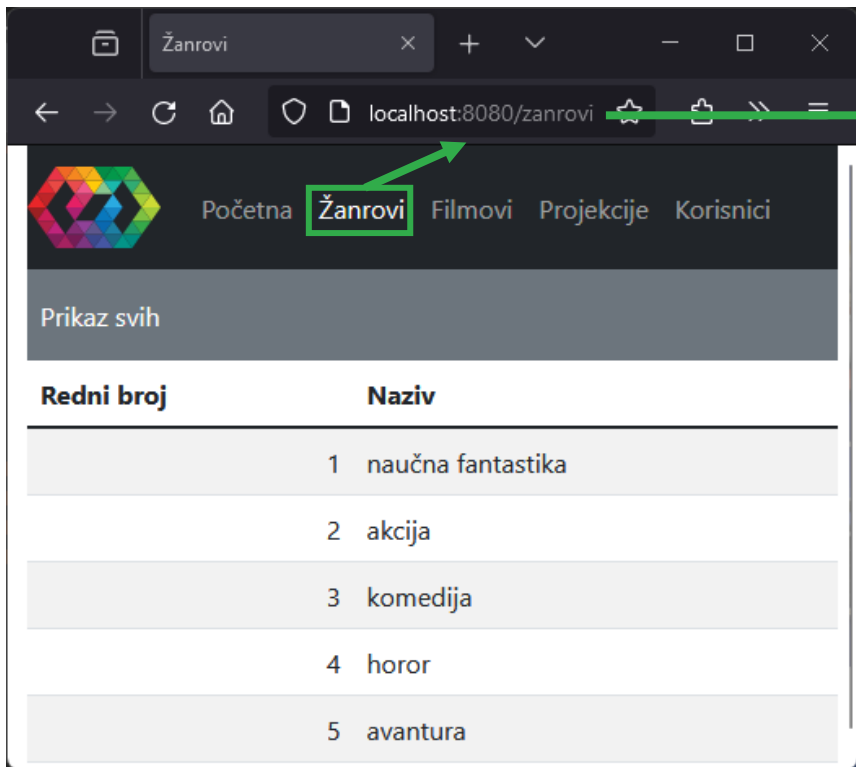 Žanrovi
localhost:8080/zanrovi
Početna Žanrovi Filmovi Projekcije Korisnici
Prikaz svih
Redni broj Naziv
1 naučna fantastika
2 akcija
3 komedija
4 horor
5 avantura